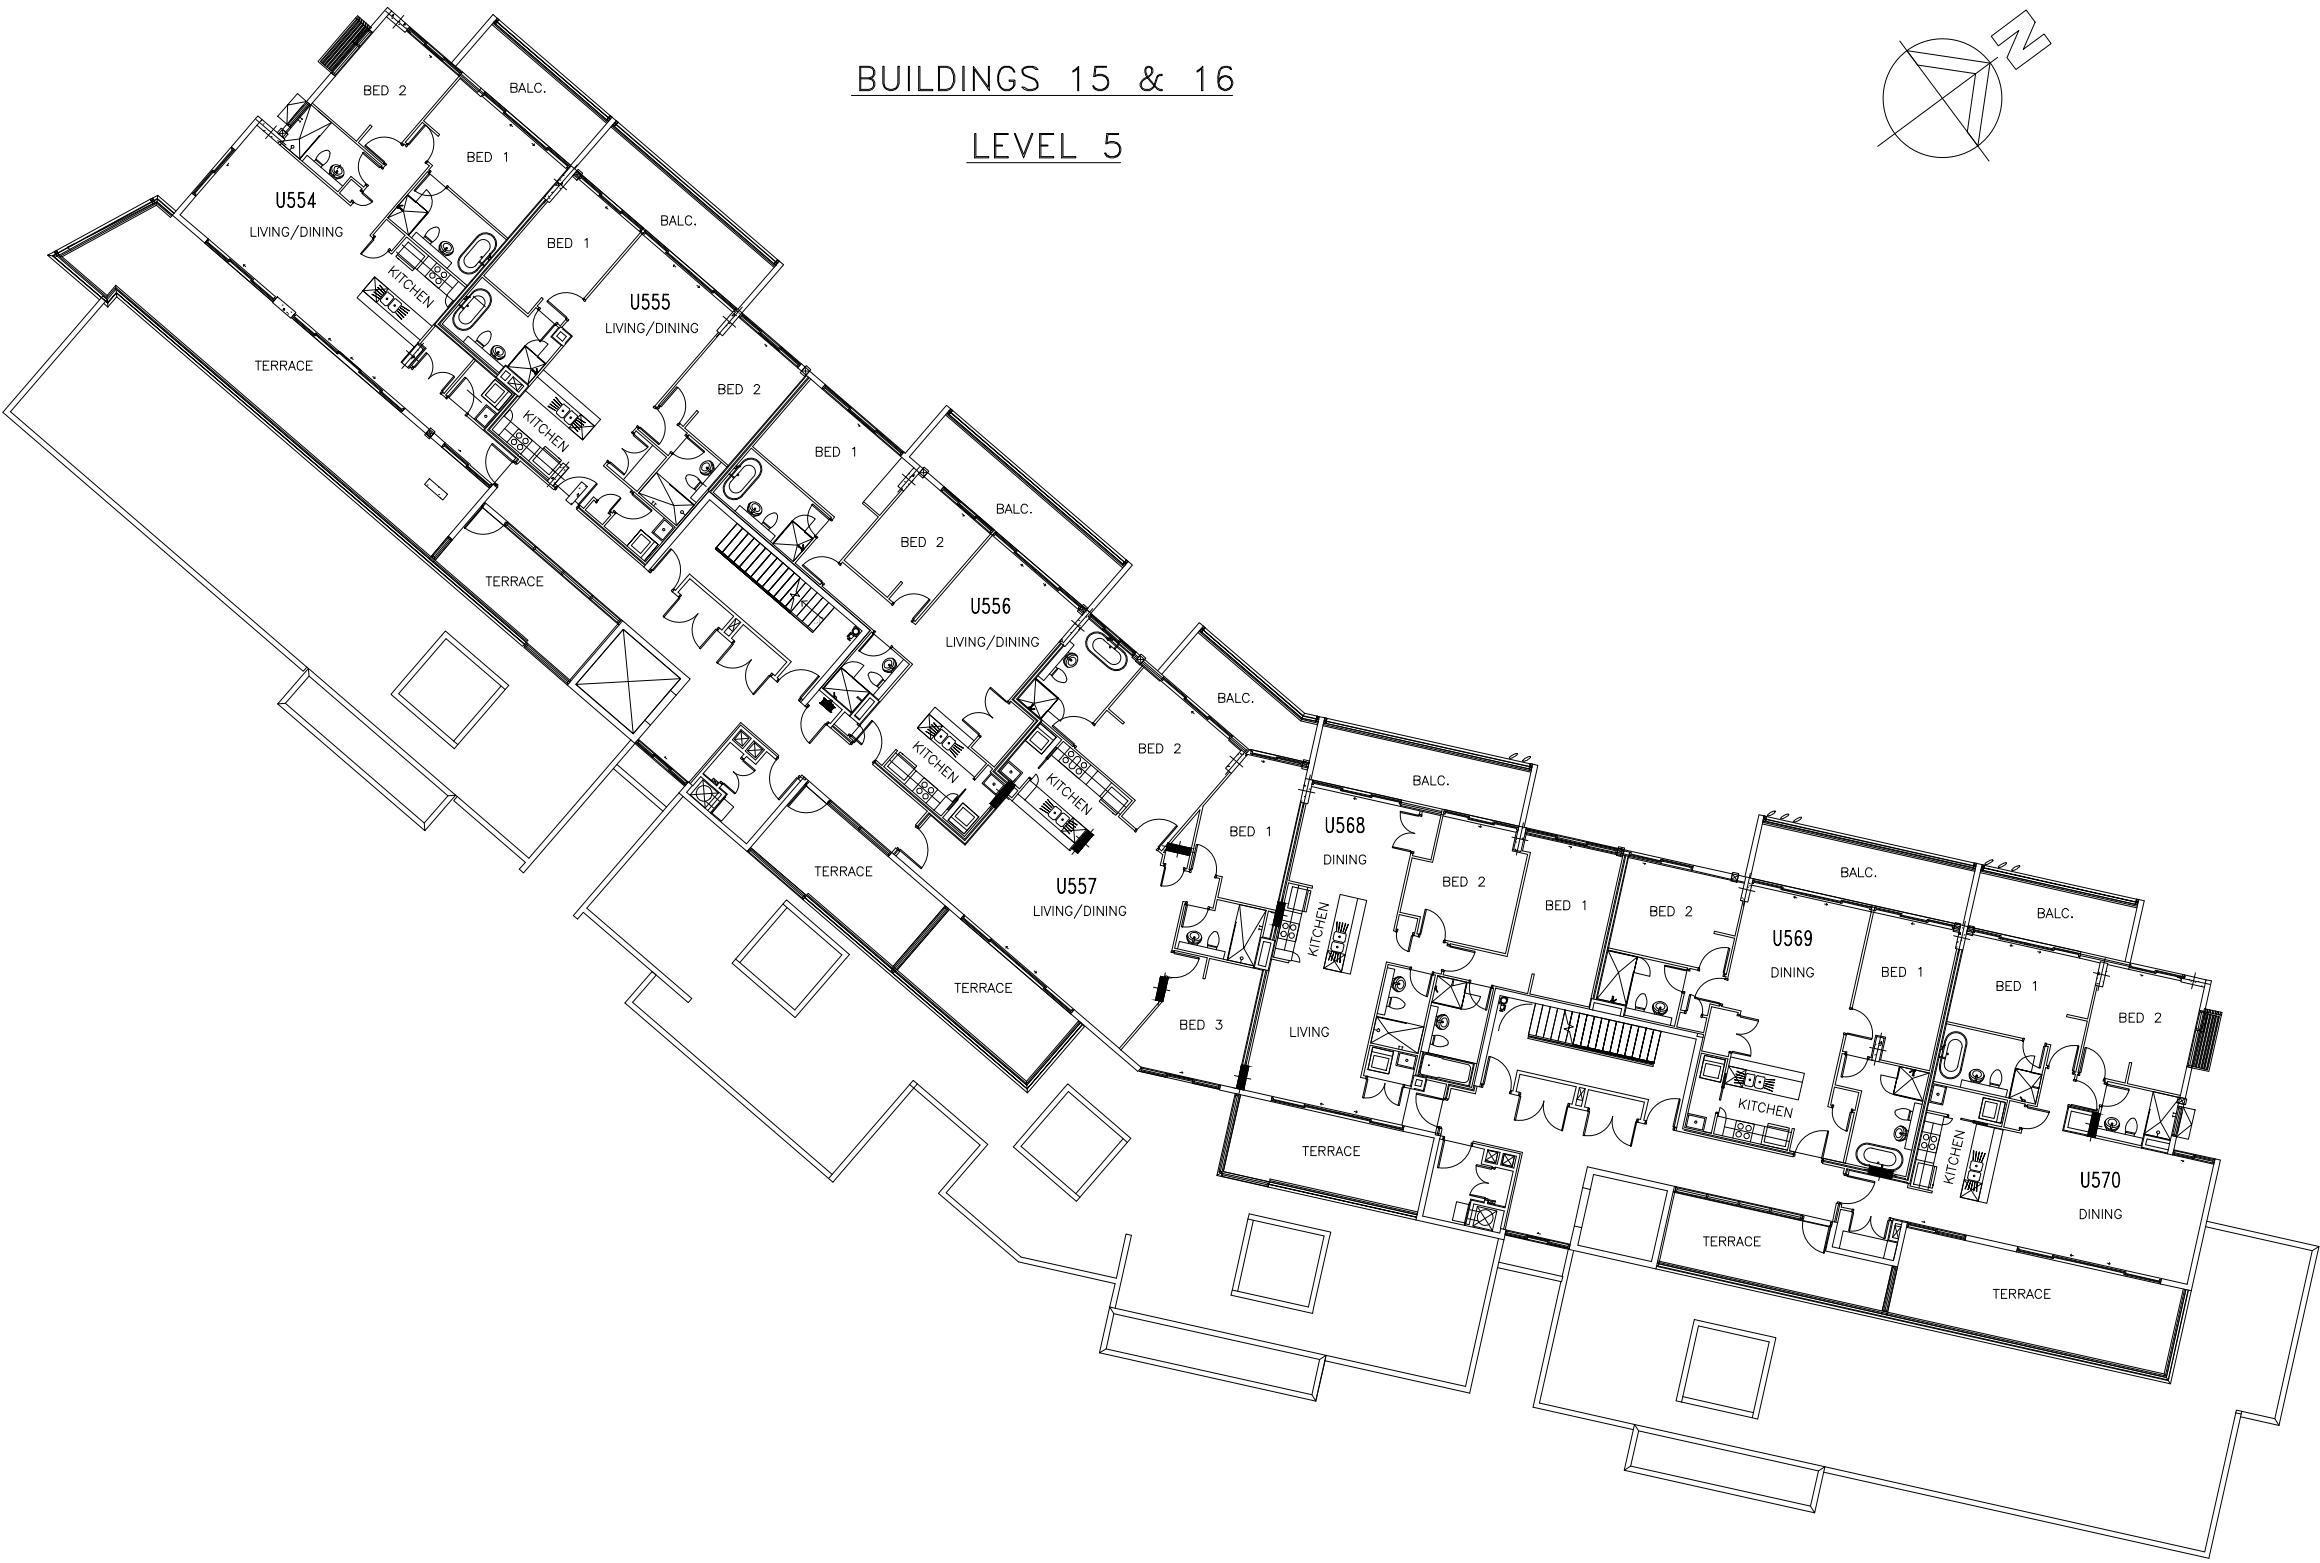 BUILDINGS 15 & 16
LEVEL 5
N
BED 2
BALC.
BED 1
U554
LIVING/DINING
KITCHEN
TERRACE
BALC.
BED 1
U555
LIVING/DINING
BED 2
KITCHEN
TERRACE
BED 1
BALC.
BED 2
U556
LIVING/DINING
KITCHEN
TERRACE
BALC.
BED 2
KITCHEN
BED 1
U557
LIVING/DINING
BED 3
TERRACE
BALC.
U568
DINING
BED 2
BED 1
KITCHEN
LIVING
TERRACE
BALC.
BED 2
U569
DINING
BED 1
KITCHEN
TERRACE
BALC.
BED 1
BED 2
KITCHEN
U570
DINING
TERRACE